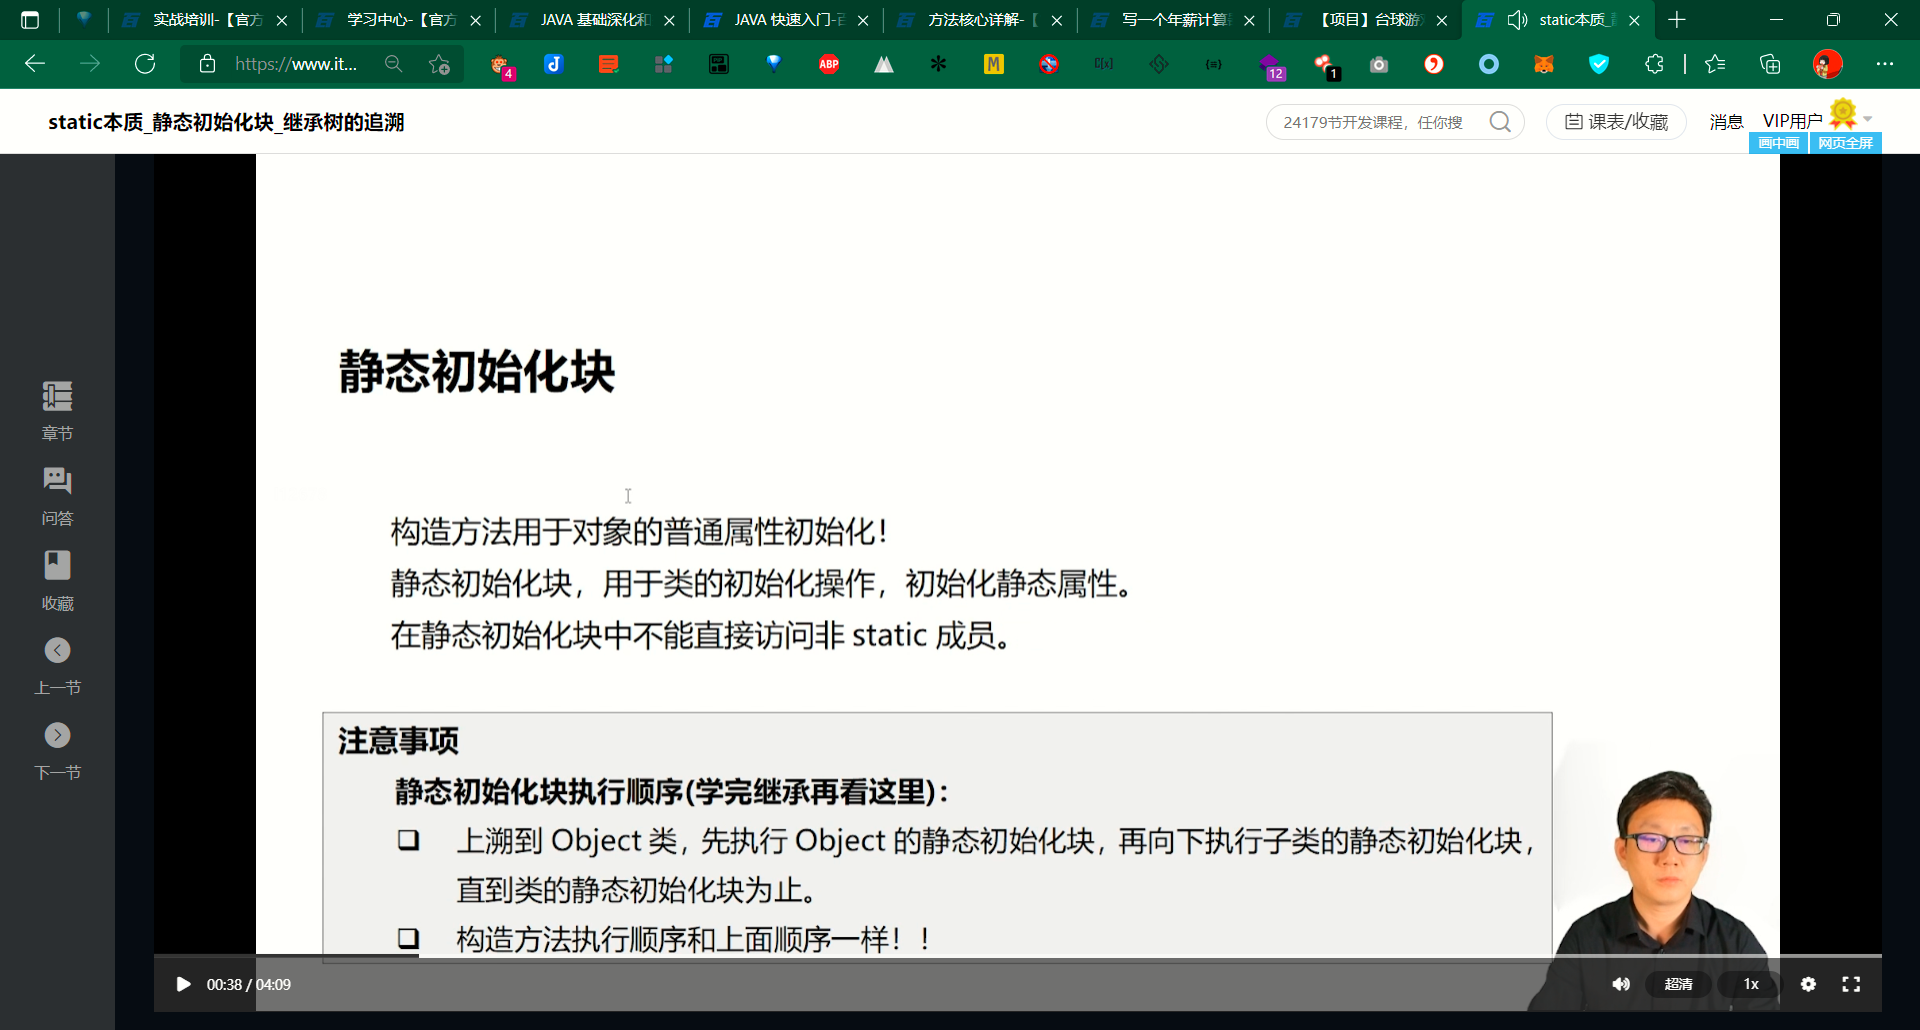 实战培训-【官方
学习中心-【官方
JAVA 基础深化和
JAVA 快速入门-百
方法核心详解-【
写一个年薪计算
【项目】台球游
static本质_
https://www.it...
4
ABP
M
12
1
static本质_静态初始化块_继承树的追溯
24179节开发课程，任你搜
课表/收藏
消息
VIP用户
画中画
网页全屏
章节
问答
收藏
上一节
下一节
静态初始化块
构造方法用于对象的普通属性初始化！
静态初始化块，用于类的初始化操作，初始化静态属性。
在静态初始化块中不能直接访问非 static 成员。
注意事项
静态初始化块执行顺序(学完继承再看这里)：
上溯到 Object 类，先执行 Object 的静态初始化块，再向下执行子类的静态初始化块，
直到类的静态初始化块为止。
构造方法执行顺序和上面顺序一样！！
00:38 / 04:09
超清
1x